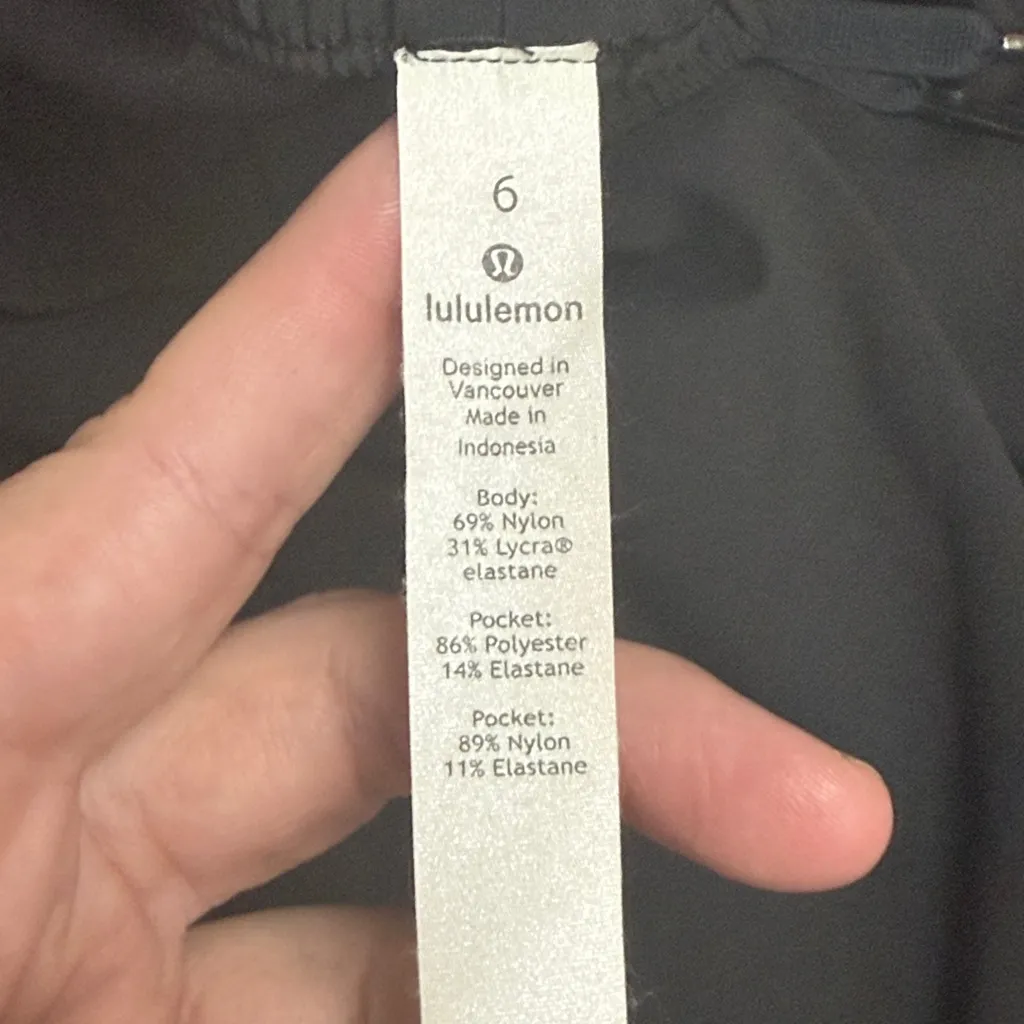 6
lululemon
Designed in
Vancouver
Made in
Indonesia
Body:
69% Nylon
31% Lycra®
elastane
Pocket:
86% Polyester
14% Elastane
Pocket:
89% Nylon
11% Elastane